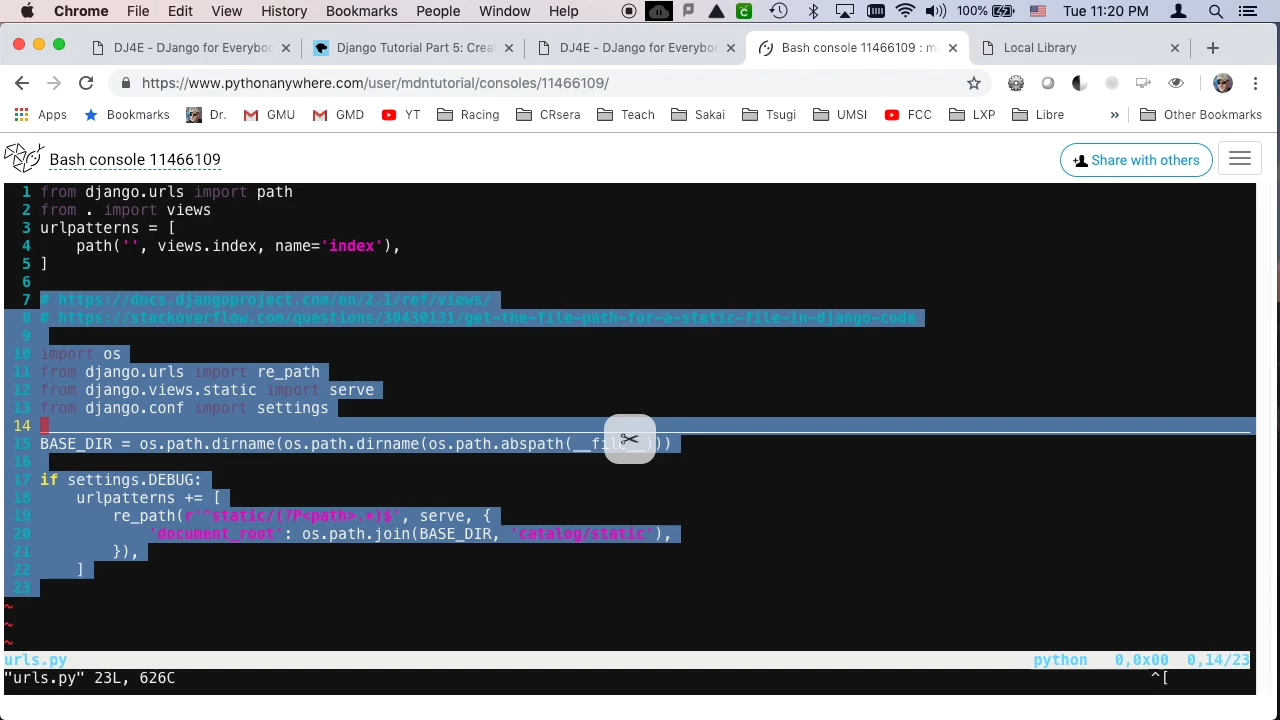 Chrome File Edit View History Bookmarks People Window Help 100% Tue 11:20 PM
DJ4E - DJango for Everybo Django Tutorial Part 5: Crea DJ4E - DJango for Everybo Bash console 11466109 : m Local Library
https://www.pythonanywhere.com/user/mdntutorial/consoles/11466109/
Apps Bookmarks Dr. GMU GMD YT Racing CRsera Teach Sakai Tsugi UMSI FCC LXP Libre » Other Bookmarks
Bash console 11466109 Share with others
1 from django.urls import path
2 from . import views
3 urlpatterns = [
4     path('', views.index, name='index'),
5 ]
6
7 # https://docs.djangoproject.com/en/2.1/ref/views/
8 # https://stackoverflow.com/questions/30430131/get-the-file-path-for-a-static-file-in-django-code
9
10 import os
11 from django.urls import re_path
12 from django.views.static import serve
13 from django.conf import settings
14
15 BASE_DIR = os.path.dirname(os.path.dirname(os.path.abspath(__file__)))
16
17 if settings.DEBUG:
18     urlpatterns += [
19         re_path(r'^static/(?P<path>.*)$', serve, {
20             'document_root': os.path.join(BASE_DIR, 'catalog/static'),
21         }),
22     ]
23
~
~
~
urls.py python 0,0x00 0,14/23
"urls.py" 23L, 626C ^[